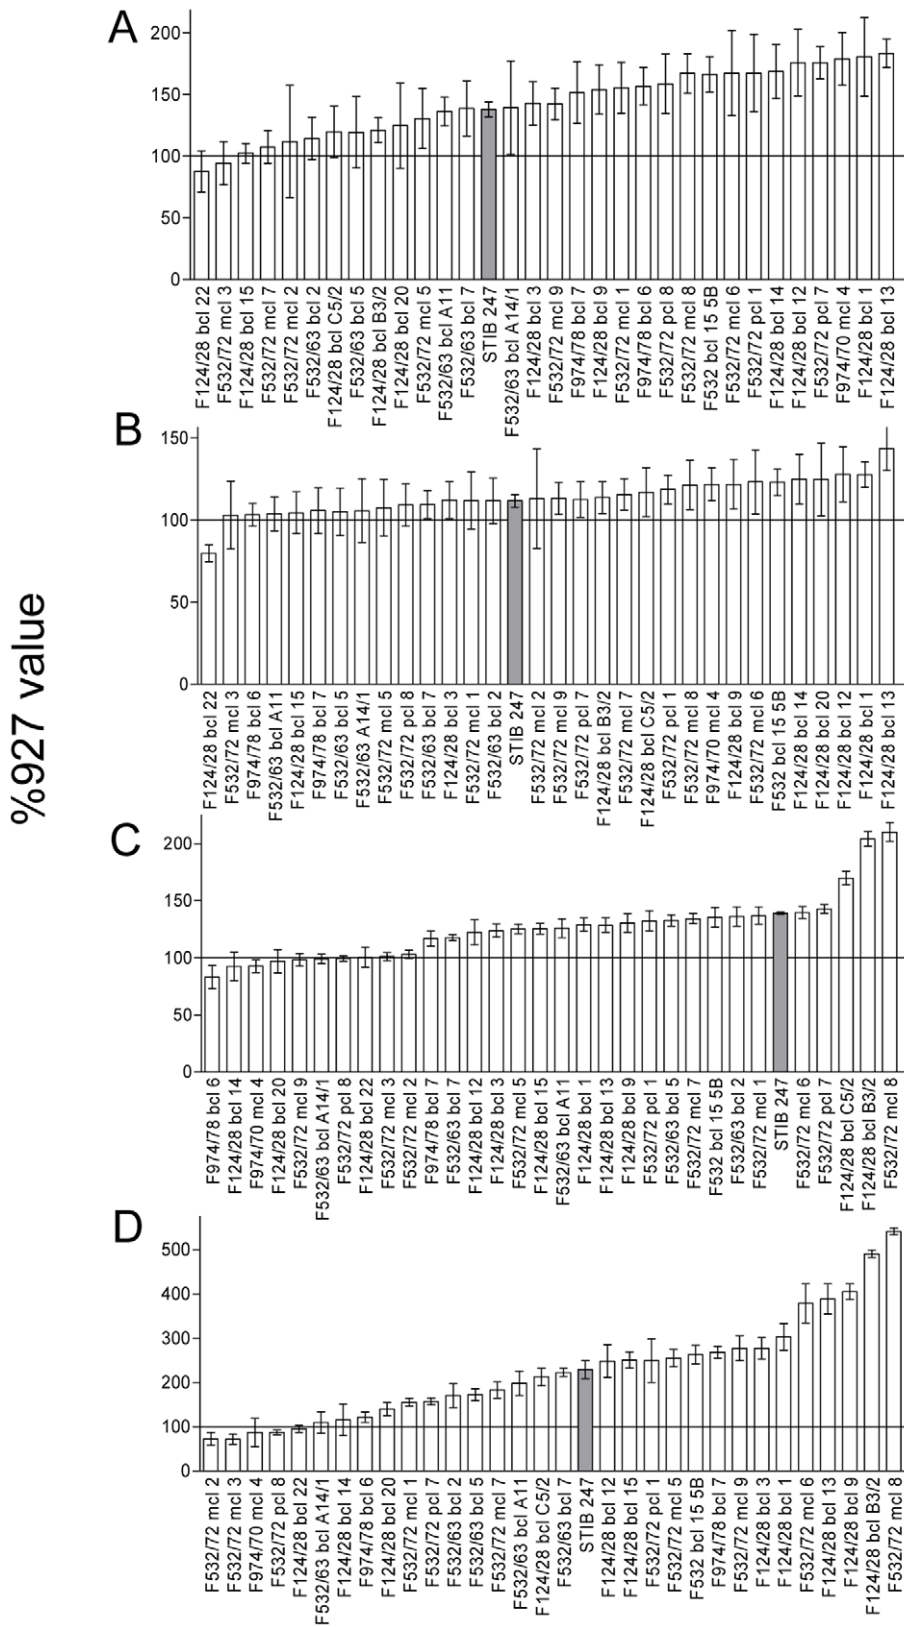 %927 value
A
200
150
100
50
0
F124/28 bcl 22
F532/72 mcl 3
F124/28 bcl 15
F532/72 mcl 7
F532/72 mcl 2
F532/63 bcl 2
F124/28 bcl C5/2
F532/63 bcl 5
F124/28 bcl B3/2
F124/28 bcl 20
F532/72 mcl 5
F532/63 bcl A11
F532/63 bcl 7
STIB 247
F532/63 bcl A14/1
F124/28 bcl 3
F532/72 mcl 9
F974/78 bcl 7
F124/28 bcl 9
F532/72 mcl 1
F974/78 bcl 6
F532/72 pcl 8
F532/72 mcl 8
F532 bcl 15 5B
F532/72 mcl 6
F532/72 pcl 1
F124/28 bcl 14
F124/28 bcl 12
F532/72 pcl 7
F974/70 mcl 4
F124/28 bcl 1
F124/28 bcl 13
B
150
100
50
0
F124/28 bcl 22
F532/72 mcl 3
F974/78 bcl 6
F532/63 bcl A11
F124/28 bcl 15
F974/78 bcl 7
F532/63 bcl 5
F532/63 A14/1
F532/72 mcl 5
F532/72 pcl 8
F532/63 bcl 7
F124/28 bcl 3
F532/72 mcl 1
F532/63 bcl 2
STIB 247
F532/72 mcl 2
F532/72 mcl 9
F532/72 pcl 7
F124/28 bcl B3/2
F532/72 mcl 7
F124/28 bcl C5/2
F532/72 pcl 1
F532/72 mcl 8
F974/70 mcl 4
F124/28 bcl 9
F532/72 mcl 6
F532 bcl 15 5B
F124/28 bcl 14
F124/28 bcl 20
F124/28 bcl 12
F124/28 bcl 1
F124/28 bcl 13
C
200
150
100
50
0
F974/78 bcl 6
F124/28 bcl 14
F974/70 mcl 4
F124/28 bcl 20
F532/72 mcl 9
F532/63 bcl A14/1
F532/72 pcl 8
F124/28 bcl 22
F532/72 mcl 3
F532/72 mcl 2
F974/78 bcl 7
F532/63 bcl 7
F124/28 bcl 12
F124/28 bcl 3
F532/72 mcl 5
F124/28 bcl 15
F532/63 bcl A11
F124/28 bcl 1
F124/28 bcl 13
F124/28 bcl 9
F532/72 pcl 1
F532/63 bcl 5
F532/72 mcl 7
F532 bcl 15 5B
F532/63 bcl 2
F532/72 mcl 1
STIB 247
F532/72 mcl 6
F532/72 pcl 7
F124/28 bcl C5/2
F124/28 bcl B3/2
F532/72 mcl 8
D
500
400
300
200
100
0
F532/72 mcl 2
F532/72 mcl 3
F974/70 mcl 4
F532/72 pcl 8
F124/28 bcl 22
F532/63 bcl A14/1
F124/28 bcl 14
F974/78 bcl 6
F124/28 bcl 20
F532/72 mcl 1
F532/72 pcl 7
F532/63 bcl 2
F532/63 bcl 5
F532/72 mcl 7
F532/63 bcl A11
F124/28 bcl C5/2
F532/63 bcl 7
STIB 247
F124/28 bcl 12
F124/28 bcl 15
F532/72 pcl 1
F532/72 mcl 5
F532 bcl 15 5B
F974/78 bcl 7
F532/72 mcl 9
F124/28 bcl 3
F124/28 bcl 1
F532/72 mcl 6
F124/28 bcl 13
F124/28 bcl 9
F124/28 bcl B3/2
F532/72 mcl 8